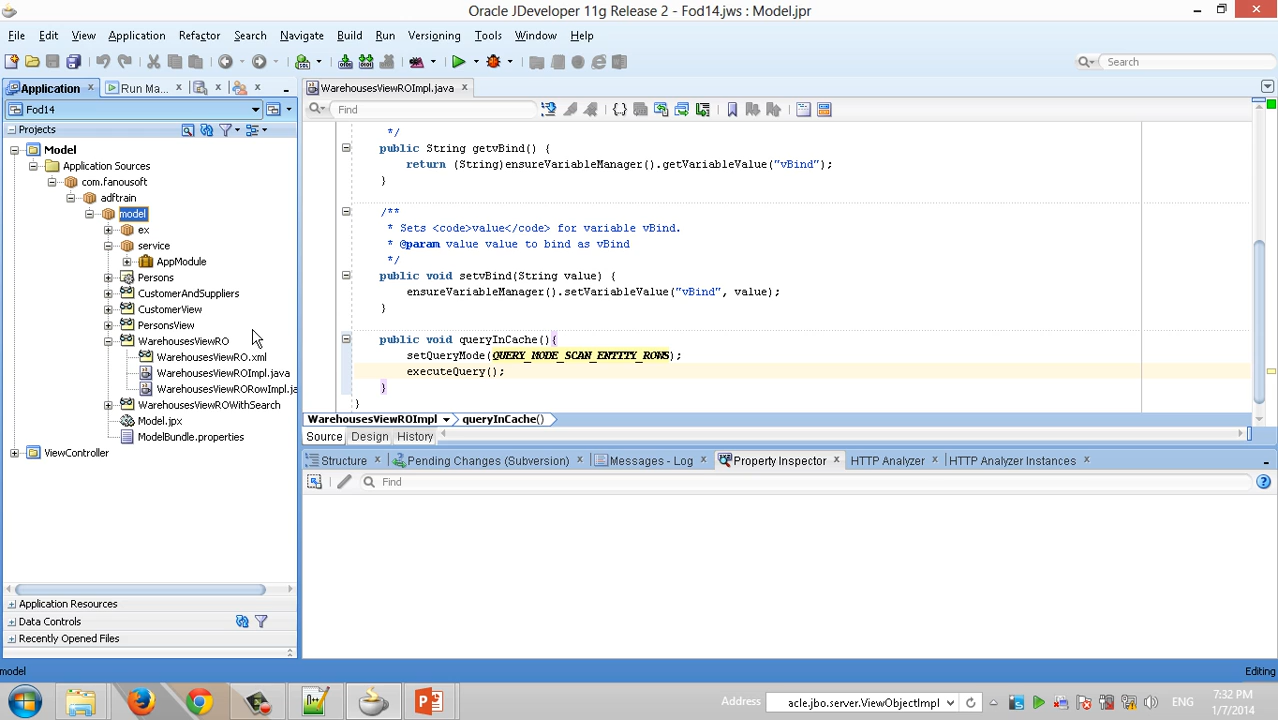 Oracle JDeveloper 11g Release 2 - Fod14.jws : Model.jpr
File Edit View Application Refactor Search Navigate Build Run Versioning Tools Window Help
Search
Application Run Ma...
WarehousesViewROImpl.java
Fod14
Find
Projects
Model
Application Sources
com.fanousoft
adftrain
model
ex
service
AppModule
Persons
CustomerAndSuppliers
CustomerView
PersonsView
WarehousesViewRO
WarehousesViewRO.xml
WarehousesViewROImpl.java
WarehousesViewRORowImpl.ja
WarehousesViewROWithSearch
Model.jpx
ModelBundle.properties
ViewController
Application Resources
Data Controls
Recently Opened Files
*/
public String getvBind() {
return (String)ensureVariableManager().getVariableValue("vBind");
}
/**
* Sets <code>value</code> for variable vBind.
* @param value value to bind as vBind
*/
public void setvBind(String value) {
ensureVariableManager().setVariableValue("vBind", value);
}
public void queryInCache(){
setQueryMode(QUERY_MODE_SCAN_ENTITY_ROWS);
executeQuery();
}
}
WarehousesViewROImpl queryInCache()
Source Design History
Structure Pending Changes (Subversion) Messages - Log Property Inspector HTTP Analyzer HTTP Analyzer Instances
Find
model
Editing
Address acle.jbo.server.ViewObjectImpl
ENG
7:32 PM
1/7/2014